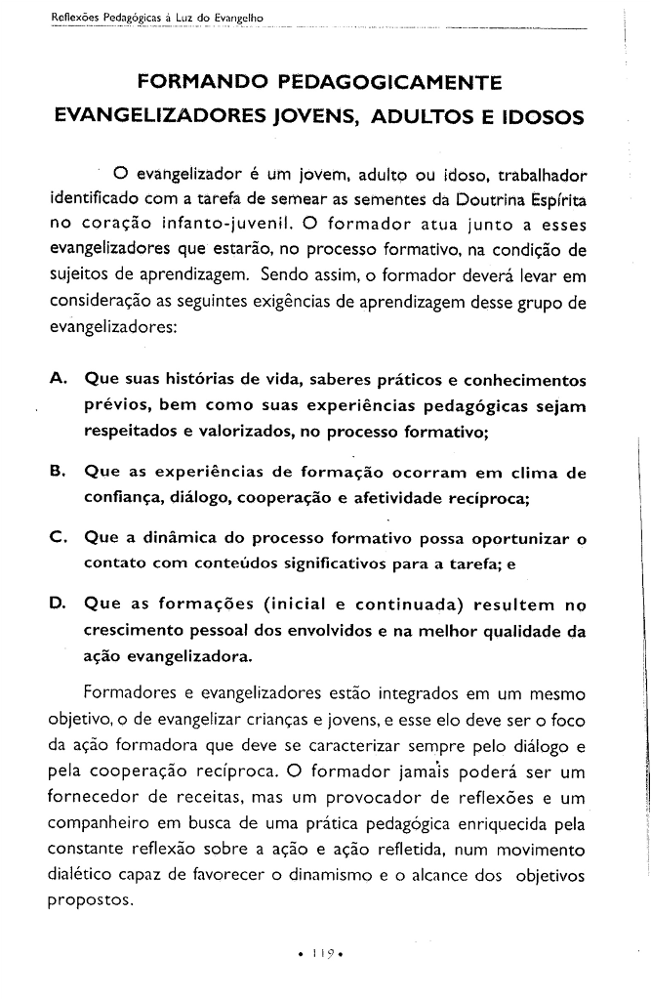 Reflexões Pedagógicas à Luz do Evangelho
FORMANDO PEDAGOGICAMENTE
EVANGELIZADORES JOVENS, ADULTOS E IDOSOS
O evangelizador é um jovem, adulto ou idoso, trabalhador
identificado com a tarefa de semear as sementes da Doutrina Espírita
no coração infanto-juvenil. O formador atua junto a esses
evangelizadores que estarão, no processo formativo, na condição de
sujeitos de aprendizagem. Sendo assim, o formador deverá levar em
consideração as seguintes exigências de aprendizagem desse grupo de
evangelizadores:
A. Que suas histórias de vida, saberes práticos e conhecimentos
prévios, bem como suas experiências pedagógicas sejam
respeitados e valorizados, no processo formativo;
B. Que as experiências de formação ocorram em clima de
confiança, diálogo, cooperação e afetividade recíproca;
C. Que a dinâmica do processo formativo possa oportunizar o
contato com conteúdos significativos para a tarefa; e
D. Que as formações (inicial e continuada) resultem no
crescimento pessoal dos envolvidos e na melhor qualidade da
ação evangelizadora.
Formadores e evangelizadores estão integrados em um mesmo
objetivo, o de evangelizar crianças e jovens, e esse elo deve ser o foco
da ação formadora que deve se caracterizar sempre pelo diálogo e
pela cooperação recíproca. O formador jamais poderá ser um
fornecedor de receitas, mas um provocador de reflexões e um
companheiro em busca de uma prática pedagógica enriquecida pela
constante reflexão sobre a ação e ação refletida, num movimento
dialético capaz de favorecer o dinamismo e o alcance dos objetivos
propostos.
• 119 •